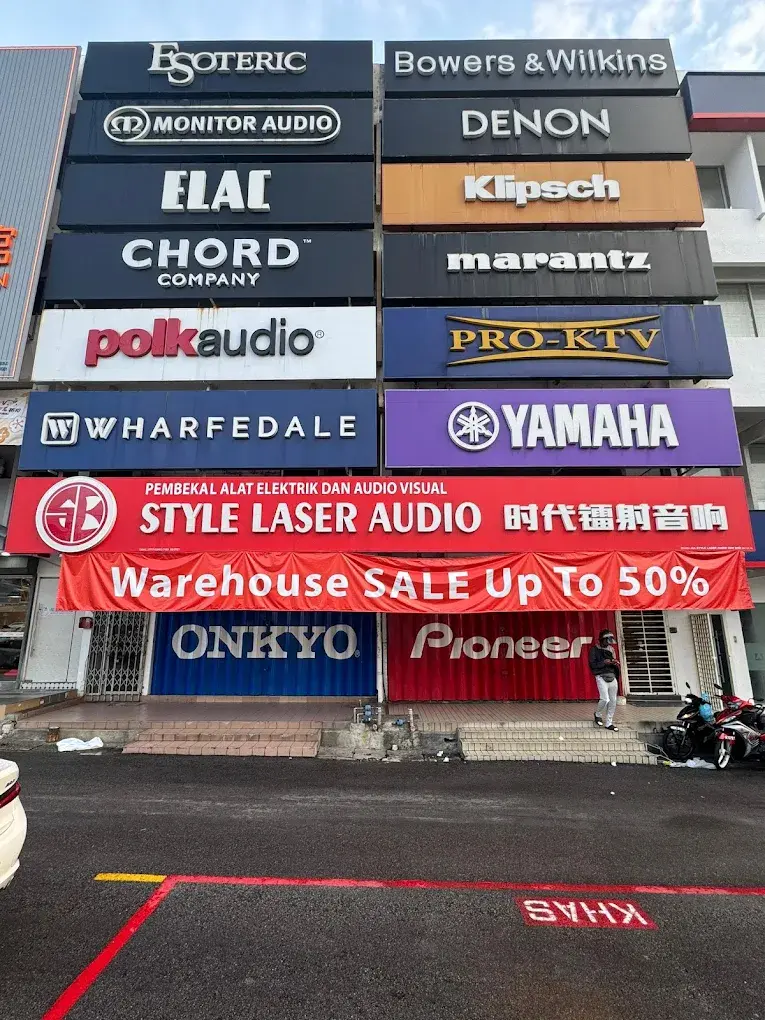 ESOTERIC
Bowers & Wilkins
MONITOR AUDIO
DENON
ELAC
Klipsch
CHORD™
COMPANY
marantz
polkaudio®
PRO-KTV
W WHARFEDALE
YAMAHA
PEMBEKAL ALAT ELEKTRIK DAN AUDIO VISUAL
STYLE LASER AUDIO 时代镭射音响
Warehouse SALE Up To 50%
ONKYO®
Pioneer
KHAS